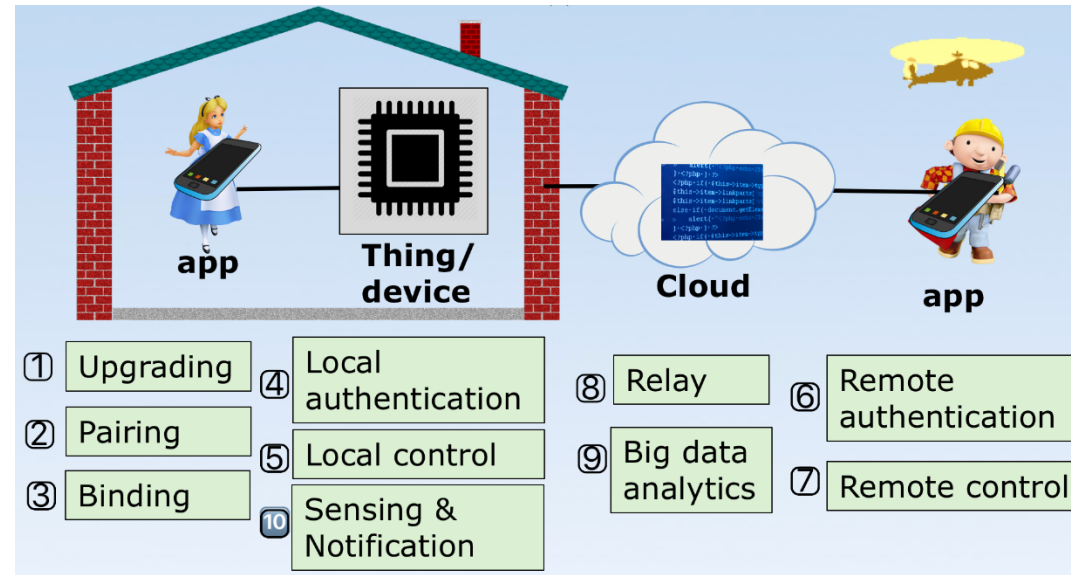 app
Thing/
device
Cloud
app
1 Upgrading
2 Pairing
3 Binding
4 Local
authentication
5 Local control
10 Sensing &
Notification
8 Relay
9 Big data
analytics
6 Remote
authentication
7 Remote control